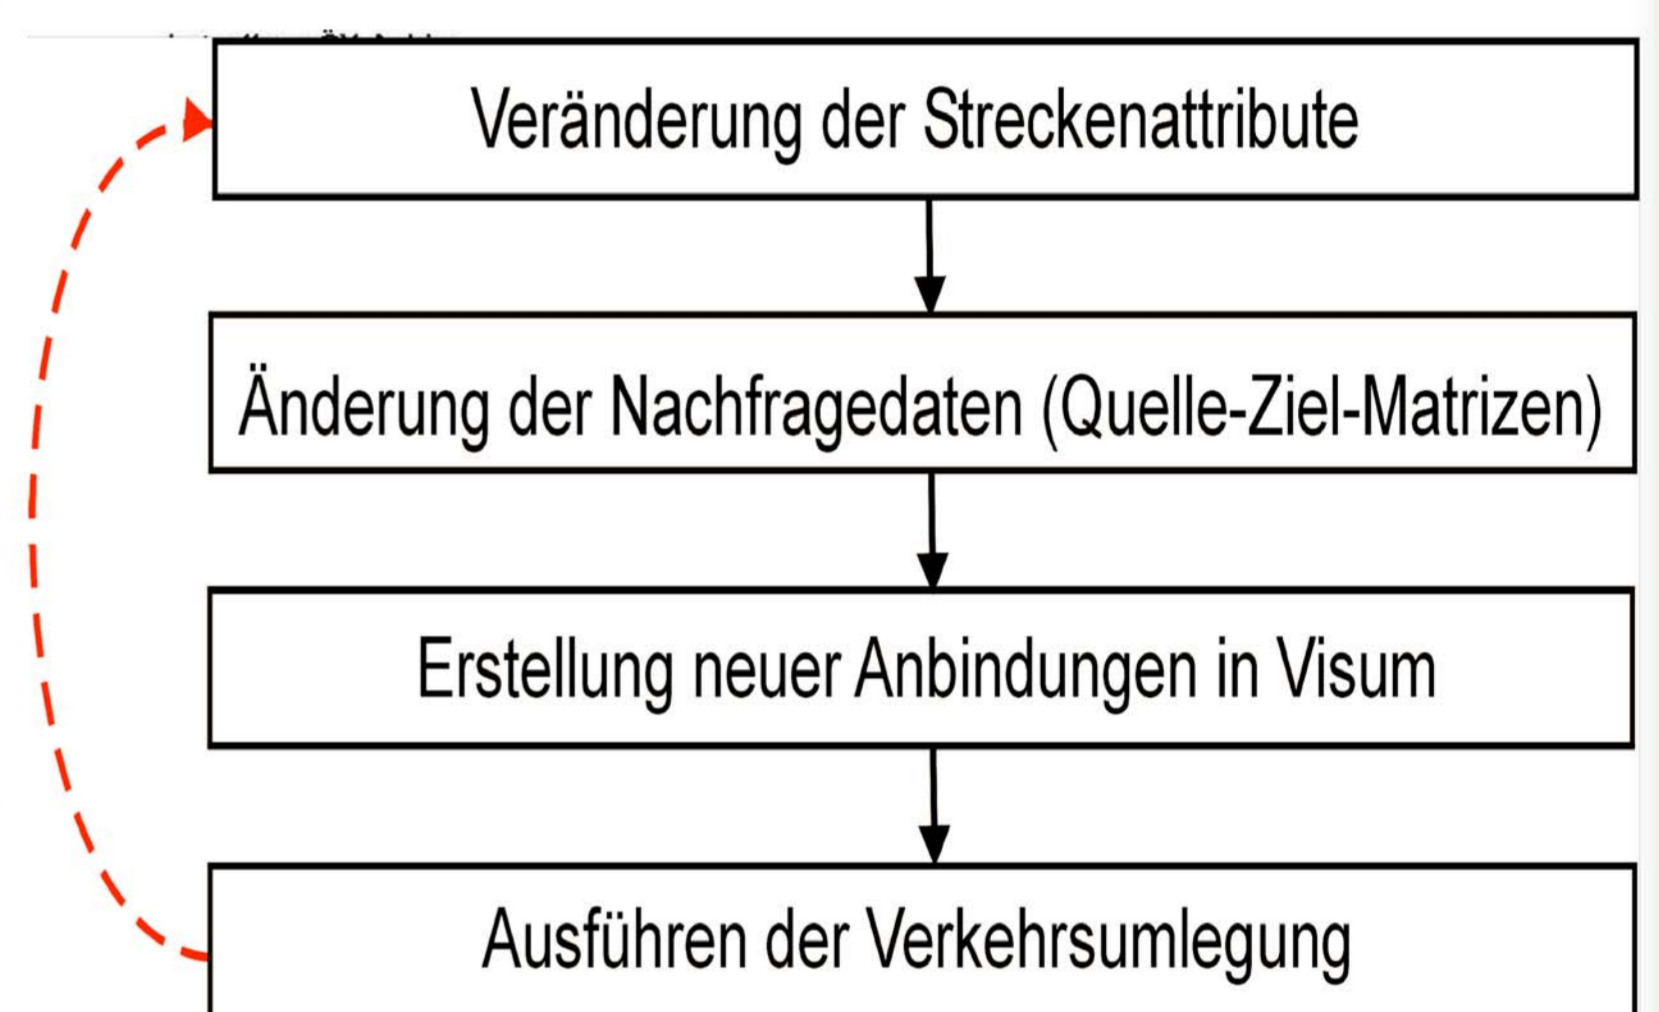 Veränderung der Streckenattribute
Änderung der Nachfragedaten (Quelle-Ziel-Matrizen)
Erstellung neuer Anbindungen in Visum
Ausführen der Verkehrsumlegung